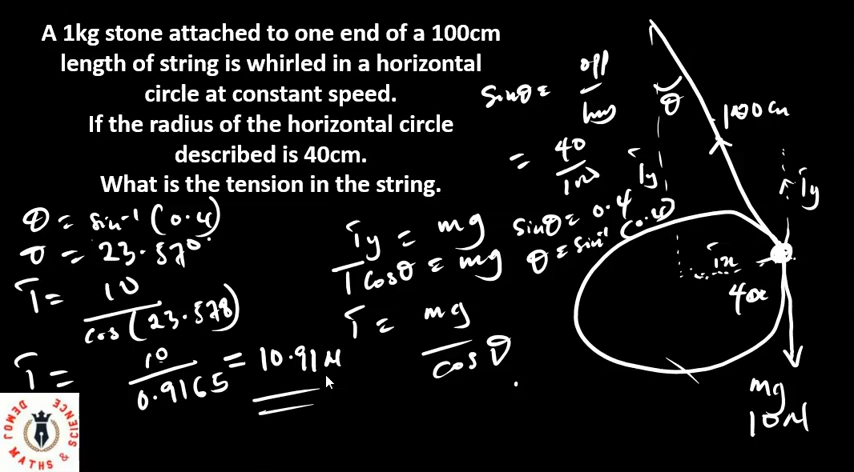 A 1kg stone attached to one end of a 100cm
length of string is whirled in a horizontal
circle at constant speed.
If the radius of the horizontal circle
described is 40cm.
What is the tension in the string.
Sinθ = opp
hyp
= 40
100
Sinθ = 0.4
θ = sin⁻¹ (0.4)
θ = sin⁻¹ (0.4)
θ = 23.578°
T = 10
cos (23.578)
T = 10
0.9165
= 10.91N
Ty = mg
Tcosθ = mg
T = mg
cosθ
θ
100cm
Ty
Ty
Tx
40cm
mg
10N
DEMOJ
MATHS & SCIENCE